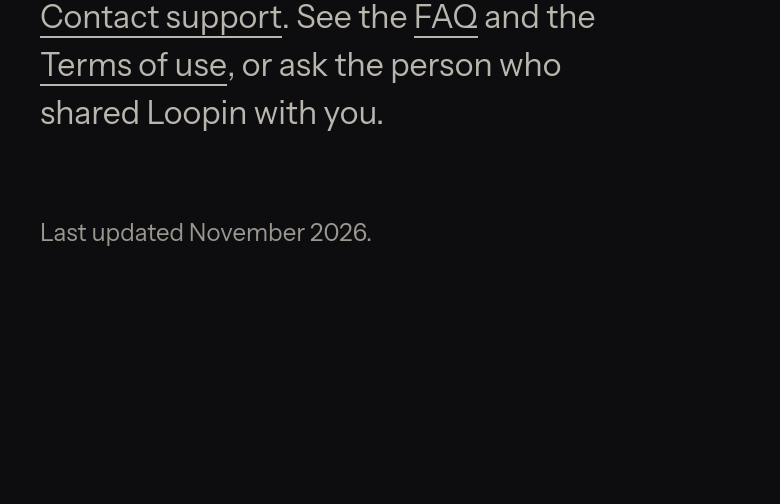 Contact support. See the FAQ and the
Terms of use, or ask the person who
shared Loopin with you.
Last updated November 2026.